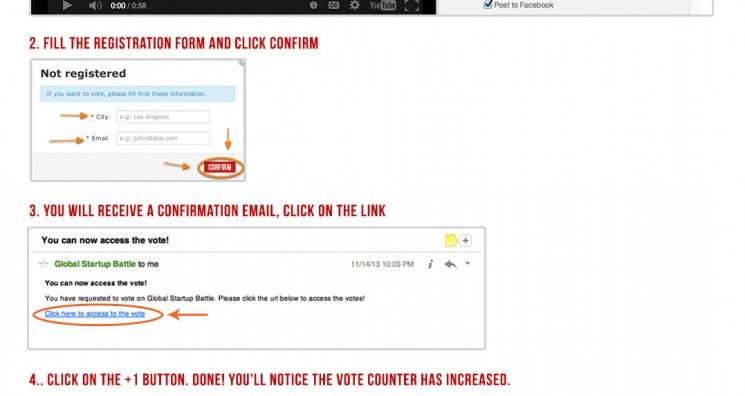 0:00 / 0:58
CC
YouTube
Post to Facebook
2. FILL THE REGISTRATION FORM AND CLICK CONFIRM
Not registered
If you want to vote, please fill first these information.
* City e.g: Los Angeles
* Email e.g: john@doe.com
CONFIRM
3. YOU WILL RECEIVE A CONFIRMATION EMAIL, CLICK ON THE LINK
You can now access the vote!
Global Startup Battle to me 11/14/13 10:03 PM
You can now access the vote!
You have requested to vote on Global Startup Battle. Please click the url below to access the votes!
Click here to access to the vote
4.. CLICK ON THE +1 BUTTON. DONE! YOU'LL NOTICE THE VOTE COUNTER HAS INCREASED.